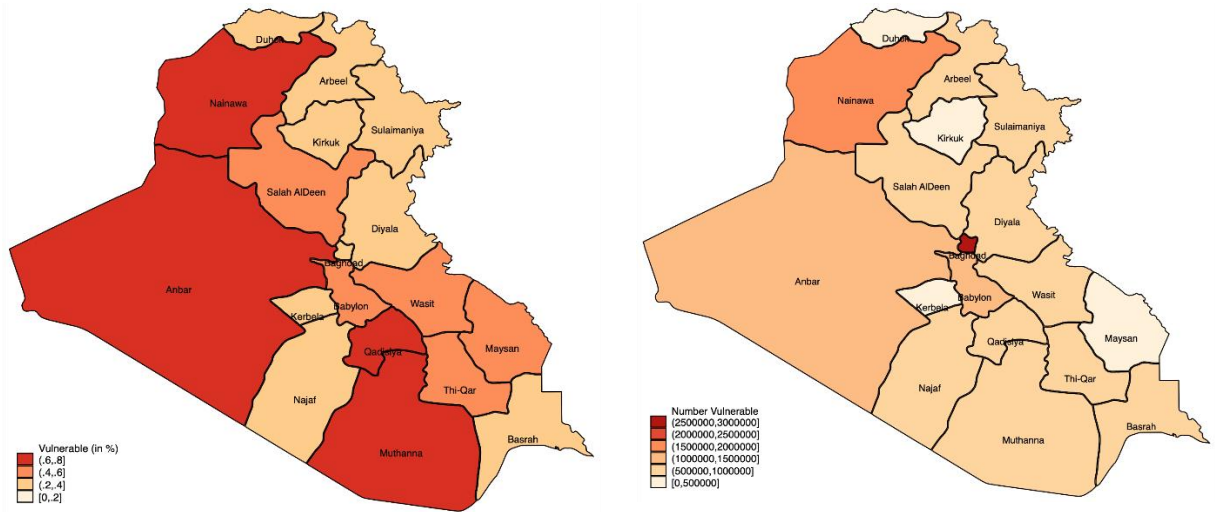 Duhok
Nainawa
Arbeel
Kirkuk
Sulaimaniya
Salah AlDeen
Diyala
Baghdad
Anbar
Kerbela
Babylon
Wasit
Qadisiya
Maysan
Najaf
Thi-Qar
Muthanna
Basrah
Vulnerable (in %)
(.6,.8]
(.4,.6]
(.2,.4]
[0,.2]
Duhok
Nainawa
Arbeel
Kirkuk
Sulaimaniya
Salah AlDeen
Diyala
Baghdad
Anbar
Kerbela
Babylon
Wasit
Qadisiya
Maysan
Najaf
Thi-Qar
Muthanna
Basrah
Number Vulnerable
(2500000,3000000]
(2000000,2500000]
(1500000,2000000]
(1000000,1500000]
(500000,1000000]
[0,500000]